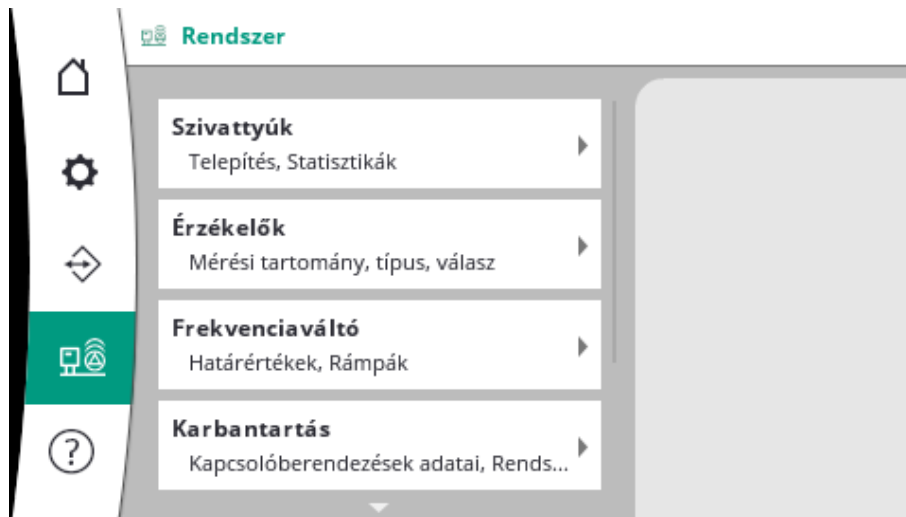 Rendszer
Szivattyúk
Telepítés, Statisztikák
Érzékelők
Mérési tartomány, típus, válasz
Frekvenciaváltó
Határértékek, Rámpák
Karbantartás
Kapcsolóberendezések adatai, Rends...
?